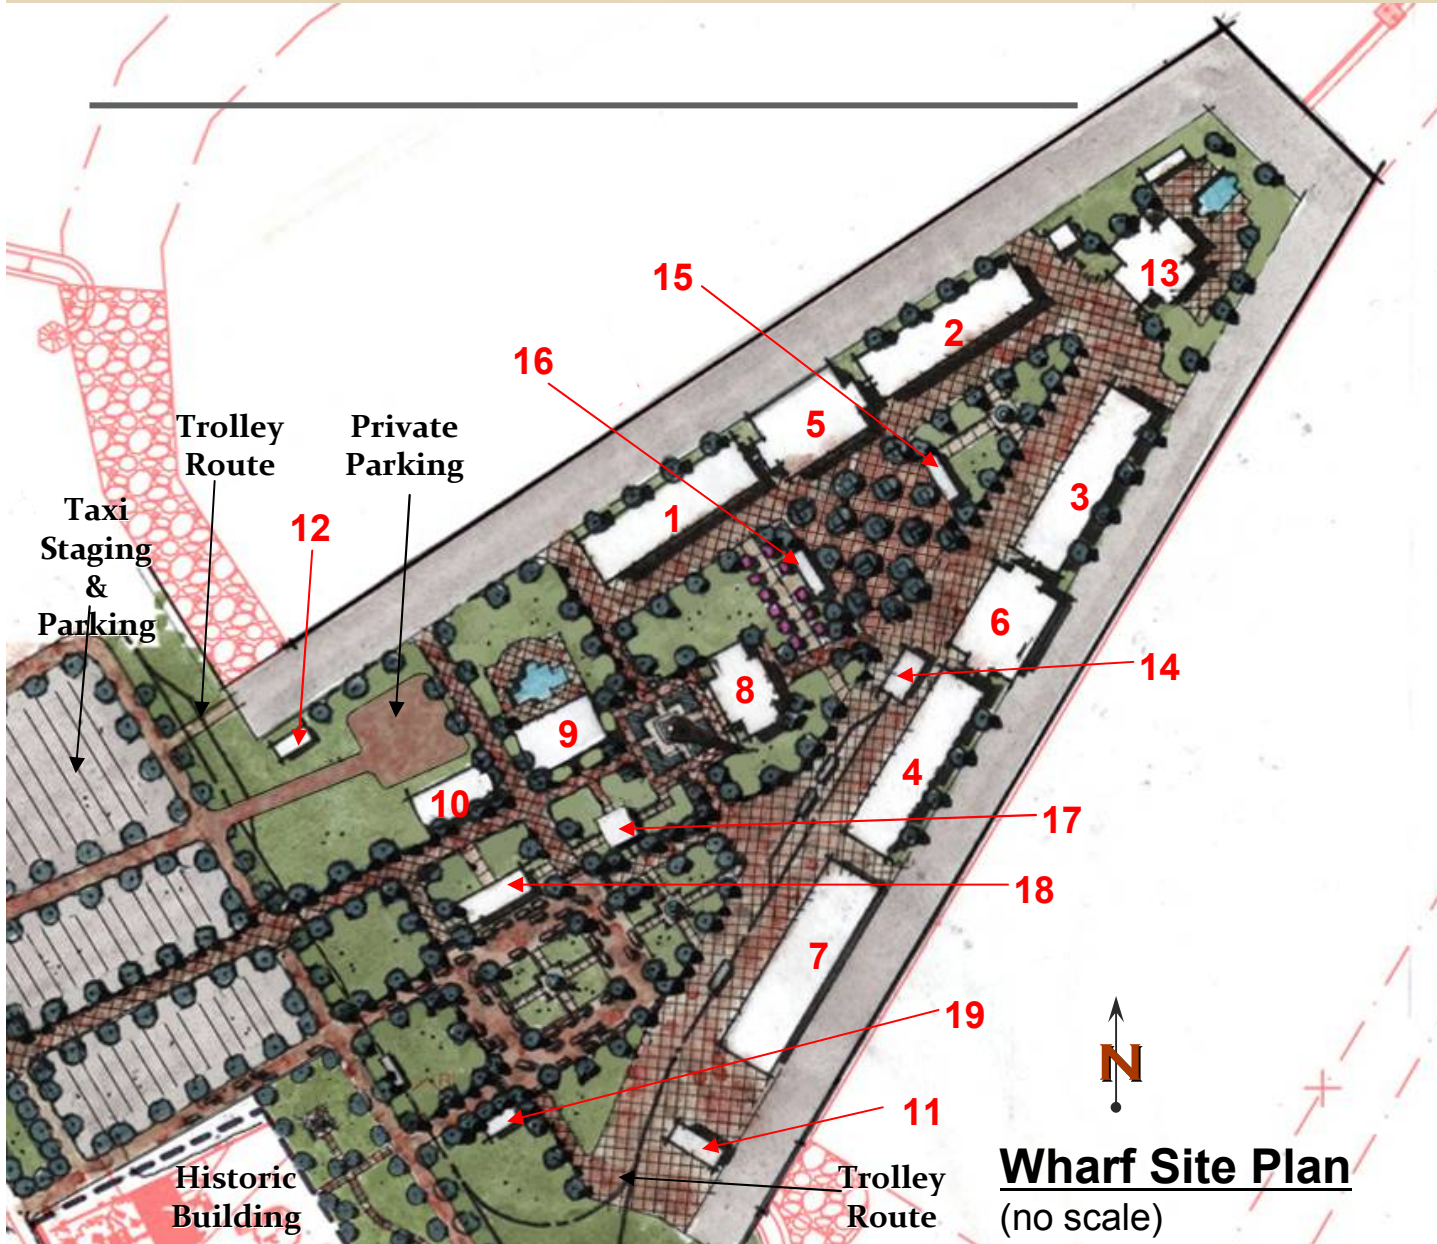 13
15
2
16
5
Trolley
Route
Private
Parking
3
Taxi
Staging
&
Parking
12
1
6
14
8
9
4
10
17
18
7
19
N
11
Historic
Building
Trolley
Route
Wharf Site Plan
(no scale)